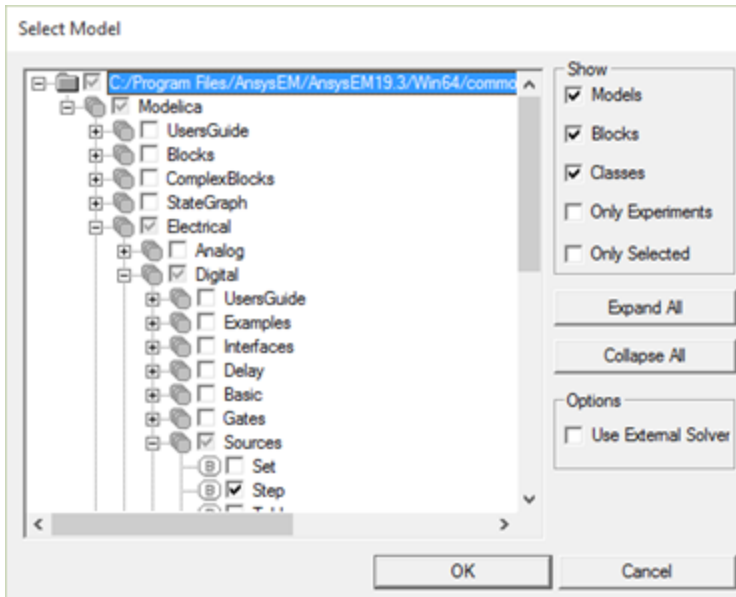 Select Model
C:/Program Files/AnsysEM/AnsysEM19.3/Win64/commo
Modelica
UsersGuide
Blocks
ComplexBlocks
StateGraph
Electrical
Analog
Digital
UsersGuide
Examples
Interfaces
Delay
Basic
Gates
Sources
B Set
B Step
Show
Models
Blocks
Classes
Only Experiments
Only Selected
Expand All
Collapse All
Options
Use External Solver
OK
Cancel